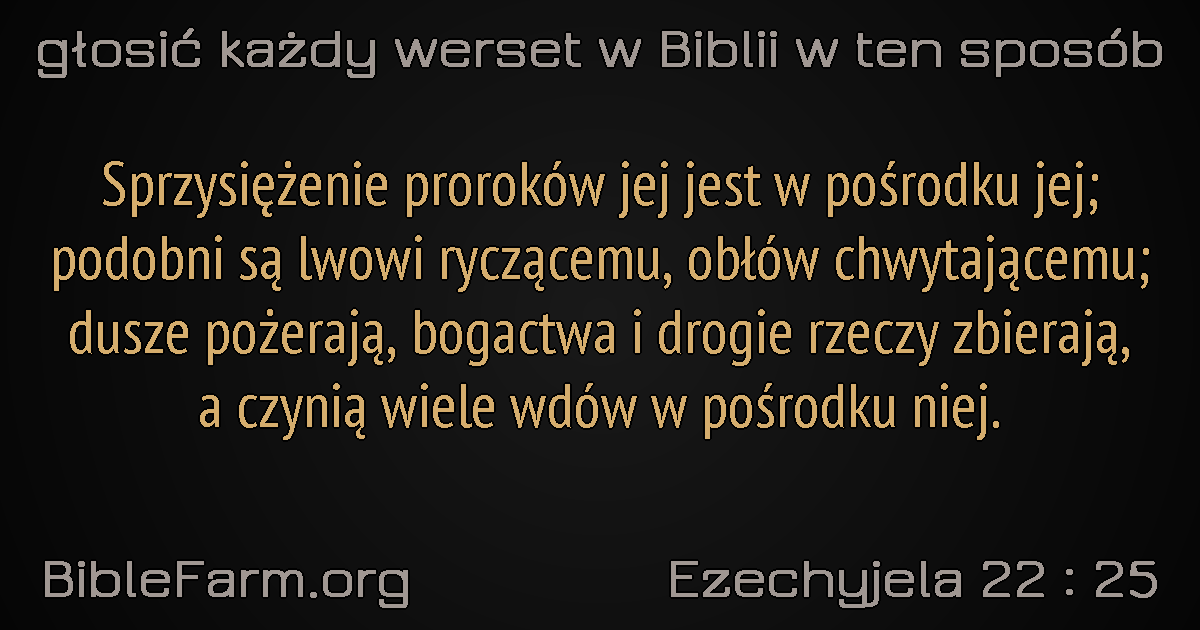 głosić każdy werset w Biblii w ten sposób
Sprzysiężenie proroków jej jest w pośrodku jej;
podobni są lwowi ryczącemu, obłów chwytającemu;
dusze pożerają, bogactwa i drogie rzeczy zbierają,
a czynią wiele wdów w pośrodku niej.
BibleFarm.org
Ezechyjela 22 : 25